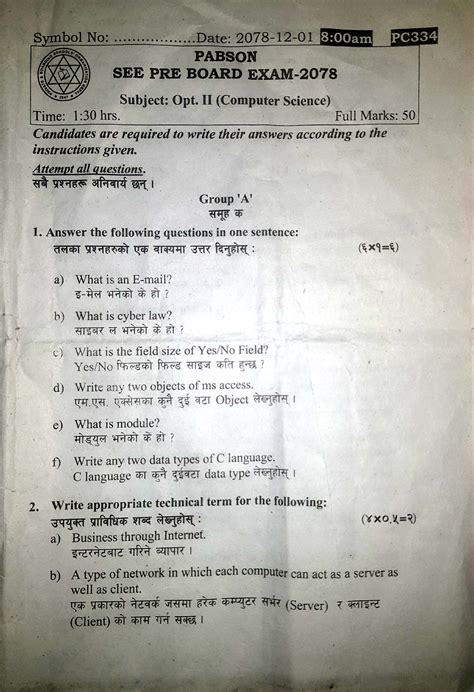 Symbol No: ..................Date: 2078-12-01 8:00am PC334
PABSON
SEE PRE BOARD EXAM-2078
Subject: Opt. II (Computer Science)
Time: 1:30 hrs. Full Marks: 50
Candidates are required to write their answers according to the
instructions given.
Attempt all questions.
सबै प्रश्नहरू अनिवार्य छन् ।
Group 'A'
समूह क
1. Answer the following questions in one sentence:
तलका प्रश्नहरुको एक वाक्यमा उत्तर दिनुहोस् : (६×१=६)
a) What is an E-mail?
इ-मेल भनेको के हो ?
b) What is cyber law?
साइबर ल भनेको के हो ?
c) What is the field size of Yes/No Field?
Yes/No फिल्डको फिल्ड साइज कति हुन्छ ?
d) Write any two objects of ms access.
एम.एस. एक्सेसका कुनै दुई वटा Object लेख्नुहोस् ।
e) What is module?
मोड्युल भनेको के हो ?
f) Write any two data types of C language.
C language का कुनै दुईवटा data type लेख्नुहोस् ।
2. Write appropriate technical term for the following:
उपयुक्त प्राविधिक शब्द लेख्नुहोस् : (४×०.५=२)
a) Business through Internet.
इन्टरनेटबाट गरिने व्यापार ।
b) A type of network in which each computer can act as a server as
well as client.
एक प्रकारको नेटवर्क जसमा हरेक कम्प्युटर सर्भर (Server) र क्लाइन्ट
(Client) को काम गर्न सक्छ ।